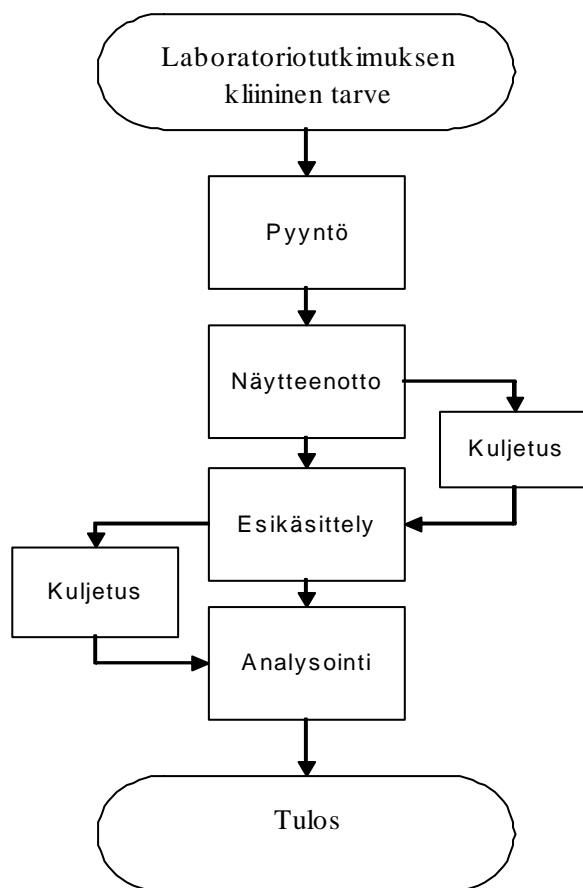 Laboratoriotutkimuksen
kliininen tarve
Pyyntö
Näytteenotto
Kuljetus
Esikäsittely
Kuljetus
Analysointi
Tulos